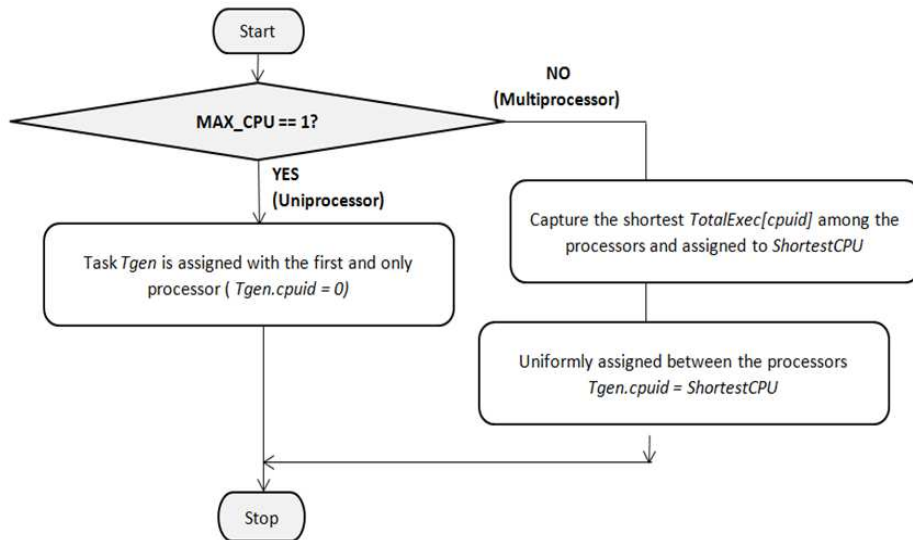 Start
MAX_CPU == 1?
NO
(Multiprocessor)
YES
(Uniprocessor)
Capture the shortest TotalExec[cpuid] among the
processors and assigned to ShortestCPU
Task Tgen is assigned with the first and only
processor ( Tgen.cpuid = 0)
Uniformly assigned between the processors
Tgen.cpuid = ShortestCPU
Stop